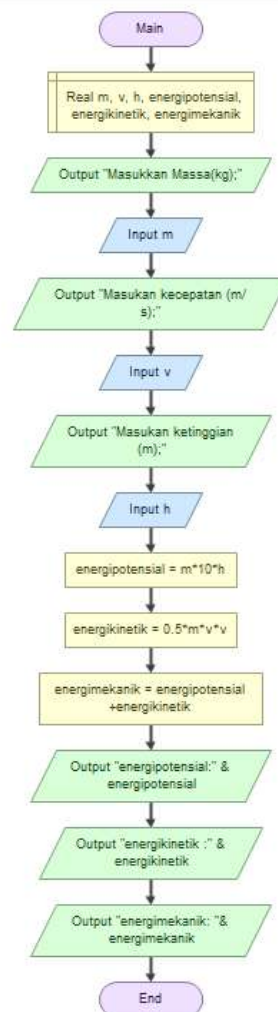 Main
Real m, v, h, energipotensial,
energikinetik, energimekanik
Output "Masukkan Massa(kg);"
Input m
Output "Masukan kecepatan (m/
s);"
Input v
Output "Masukan ketinggian
(m);"
Input h
energipotensial = m*10*h
energikinetik = 0.5*m*v*v
energimekanik = energipotensial
+energikinetik
Output "energipotensial:" &
energipotensial
Output "energikinetik :" &
energikinetik
Output "energimekanik: "&
energimekanik
End